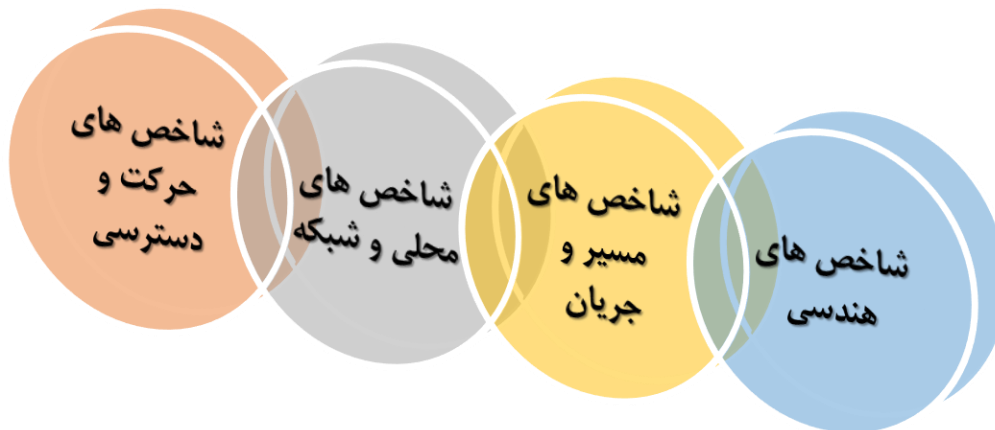 شاخص های
هندسی
شاخص های
مسیر و
جریان
شاخص های
محلی و شبکه
شاخص های
حرکت و
دسترسی